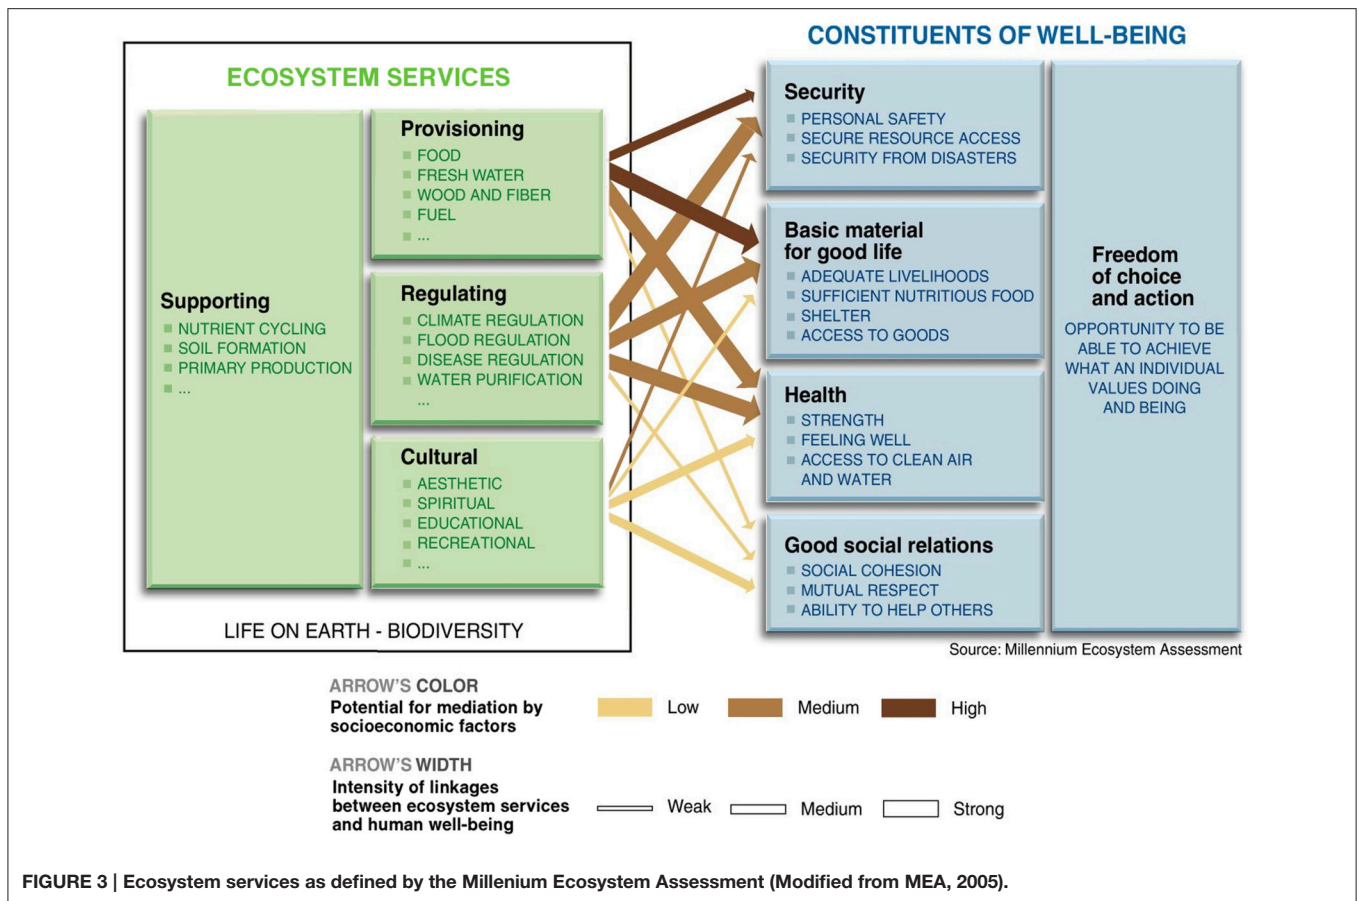 CONSTITUENTS OF WELL-BEING
ECOSYSTEM SERVICES
Supporting
NUTRIENT CYCLING
SOIL FORMATION
PRIMARY PRODUCTION
...
Provisioning
FOOD
FRESH WATER
WOOD AND FIBER
FUEL
...
Regulating
CLIMATE REGULATION
FLOOD REGULATION
DISEASE REGULATION
WATER PURIFICATION
...
Cultural
AESTHETIC
SPIRITUAL
EDUCATIONAL
RECREATIONAL
...
LIFE ON EARTH - BIODIVERSITY
Security
PERSONAL SAFETY
SECURE RESOURCE ACCESS
SECURITY FROM DISASTERS
Basic material
for good life
ADEQUATE LIVELIHOODS
SUFFICIENT NUTRITIOUS FOOD
SHELTER
ACCESS TO GOODS
Health
STRENGTH
FEELING WELL
ACCESS TO CLEAN AIR
AND WATER
Good social relations
SOCIAL COHESION
MUTUAL RESPECT
ABILITY TO HELP OTHERS
Freedom
of choice
and action
OPPORTUNITY TO BE
ABLE TO ACHIEVE
WHAT AN INDIVIDUAL
VALUES DOING
AND BEING
Source: Millennium Ecosystem Assessment
ARROW'S COLOR
Potential for mediation by
socioeconomic factors
Low
Medium
High
ARROW'S WIDTH
Intensity of linkages
between ecosystem services
and human well-being
Weak
Medium
Strong
FIGURE 3 | Ecosystem services as defined by the Millenium Ecosystem Assessment (Modified from MEA, 2005).